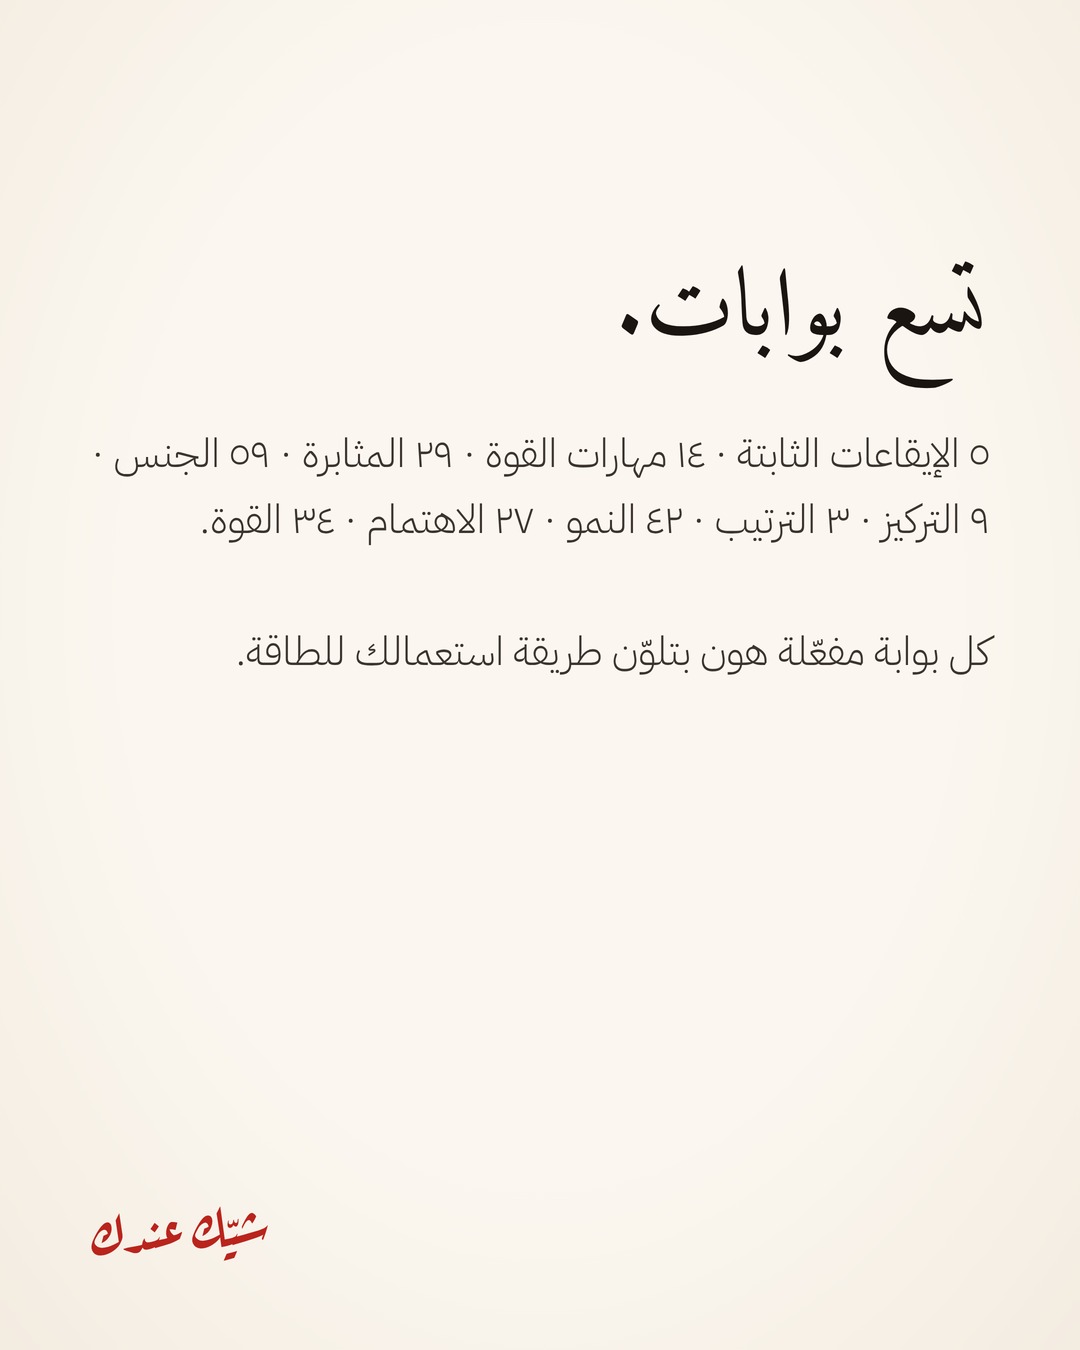 تسع بوابات.
٥ الإيقاعات الثابتة · ١٤ مهارات القوة · ٢٩ المثابرة · ٥٩ الجنس ·
٩ التركيز · ٣ الترتيب · ٤٢ النمو · ٢٧ الاهتمام · ٣٤ القوة.
كل بوابة مفعّلة هون بتلوّن طريقة استعمالك للطاقة.
شيّك عندك